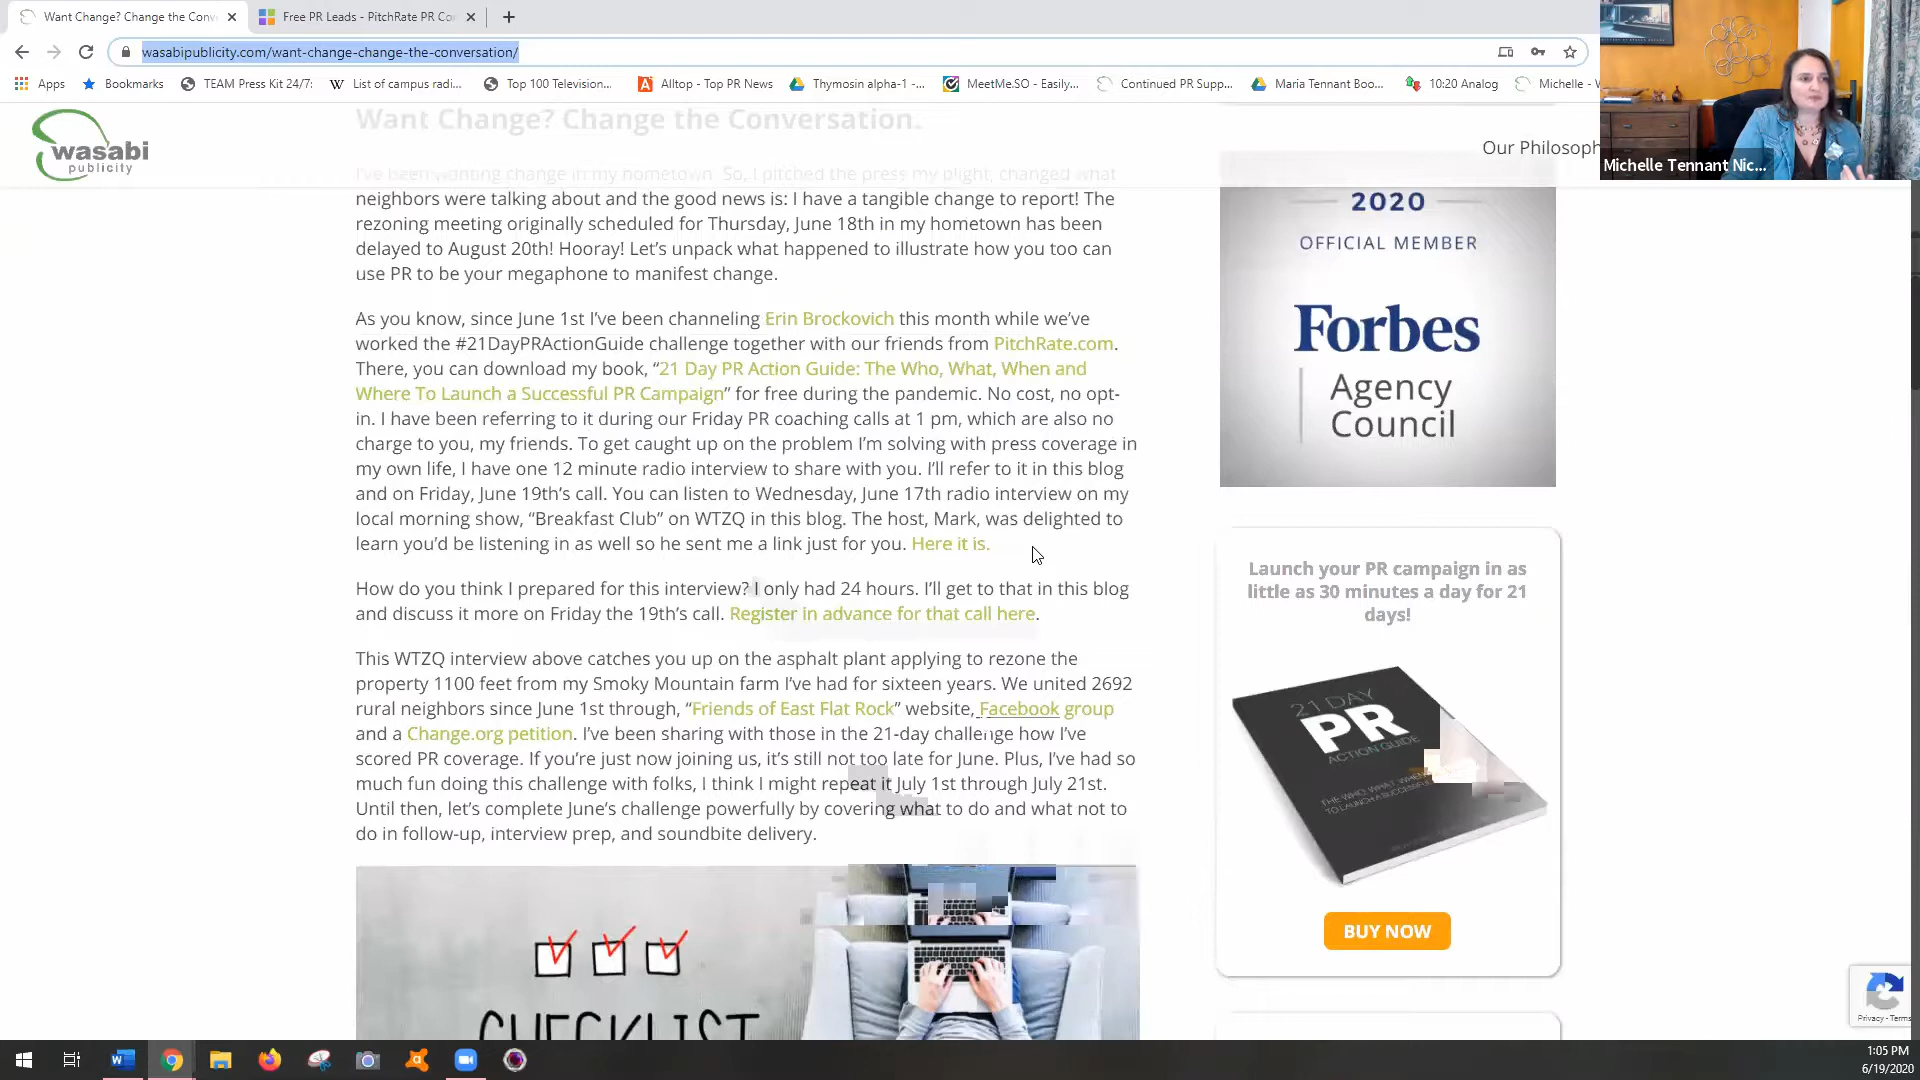 Want Change? Change the Conv
Free PR Leads - PitchRate PR Co
wasabipublicity.com/want-change-change-the-conversation/
Apps
Bookmarks
TEAM Press Kit 24/7:
List of campus radi...
Top 100 Television...
Alltop - Top PR News
Thymosin alpha-1 -...
MeetMe.SO - Easily...
Continued PR Supp...
Maria Tennant Boo...
10:20 Analog
Michelle - W
Michelle Tennant Nic...
wasabi
publicity
Our Philosoph
Want Change? Change the Conversation.
I've been wanting change in my hometown. So, I pitched the press my plight, changed what
neighbors were talking about and the good news is: I have a tangible change to report! The
rezoning meeting originally scheduled for Thursday, June 18th in my hometown has been
delayed to August 20th! Hooray! Let's unpack what happened to illustrate how you too can
use PR to be your megaphone to manifest change.
As you know, since June 1st I've been channeling Erin Brockovich this month while we've
worked the #21DayPRActionGuide challenge together with our friends from PitchRate.com.
There, you can download my book, "21 Day PR Action Guide: The Who, What, When and
Where To Launch a Successful PR Campaign" for free during the pandemic. No cost, no opt-
in. I have been referring to it during our Friday PR coaching calls at 1 pm, which are also no
charge to you, my friends. To get caught up on the problem I'm solving with press coverage in
my own life, I have one 12 minute radio interview to share with you. I'll refer to it in this blog
and on Friday, June 19th's call. You can listen to Wednesday, June 17th radio interview on my
local morning show, "Breakfast Club" on WTZQ in this blog. The host, Mark, was delighted to
learn you'd be listening in as well so he sent me a link just for you. Here it is.
How do you think I prepared for this interview? I only had 24 hours. I'll get to that in this blog
and discuss it more on Friday the 19th's call. Register in advance for that call here.
This WTZQ interview above catches you up on the asphalt plant applying to rezone the
property 1100 feet from my Smoky Mountain farm I've had for sixteen years. We united 2692
rural neighbors since June 1st through, "Friends of East Flat Rock" website, Facebook group
and a Change.org petition. I've been sharing with those in the 21-day challenge how I've
scored PR coverage. If you're just now joining us, it's still not too late for June. Plus, I've had so
much fun doing this challenge with folks, I think I might repeat it July 1st through July 21st.
Until then, let's complete June's challenge powerfully by covering what to do and what not to
do in follow-up, interview prep, and soundbite delivery.
CHECKLIST
2020
OFFICIAL MEMBER
Forbes
Agency
Council
Launch your PR campaign in as
little as 30 minutes a day for 21
days!
21 DAY
PR
ACTION GUIDE
BUY NOW
Privacy - Terms
1:05 PM
6/19/2020